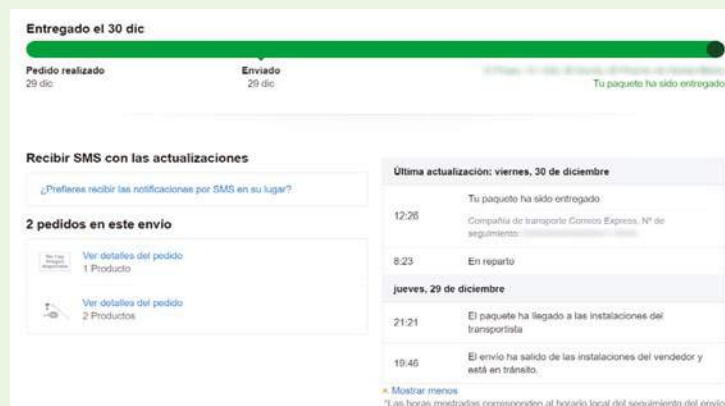 Entregado el 30 dic
Pedido realizado
29 dic
Enviado
29 dic
Tu paquete ha sido entregado
Recibir SMS con las actualizaciones
¿Prefieres recibir las notificaciones por SMS en su lugar?
2 pedidos en este envío
Ver detalles del pedido
1 Producto
Ver detalles del pedido
2 Productos
Última actualización: viernes, 30 de diciembre
12:26
Tu paquete ha sido entregado
Compañía de transporte Correos Express, Nº de
seguimiento:
8:23
En reparto
jueves, 29 de diciembre
21:21
El paquete ha llegado a las instalaciones del
transportista
19:46
El envío ha salido de las instalaciones del vendedor y
está en tránsito.
Mostrar menos
*Las horas mostradas corresponden al horario local del seguimiento del envío